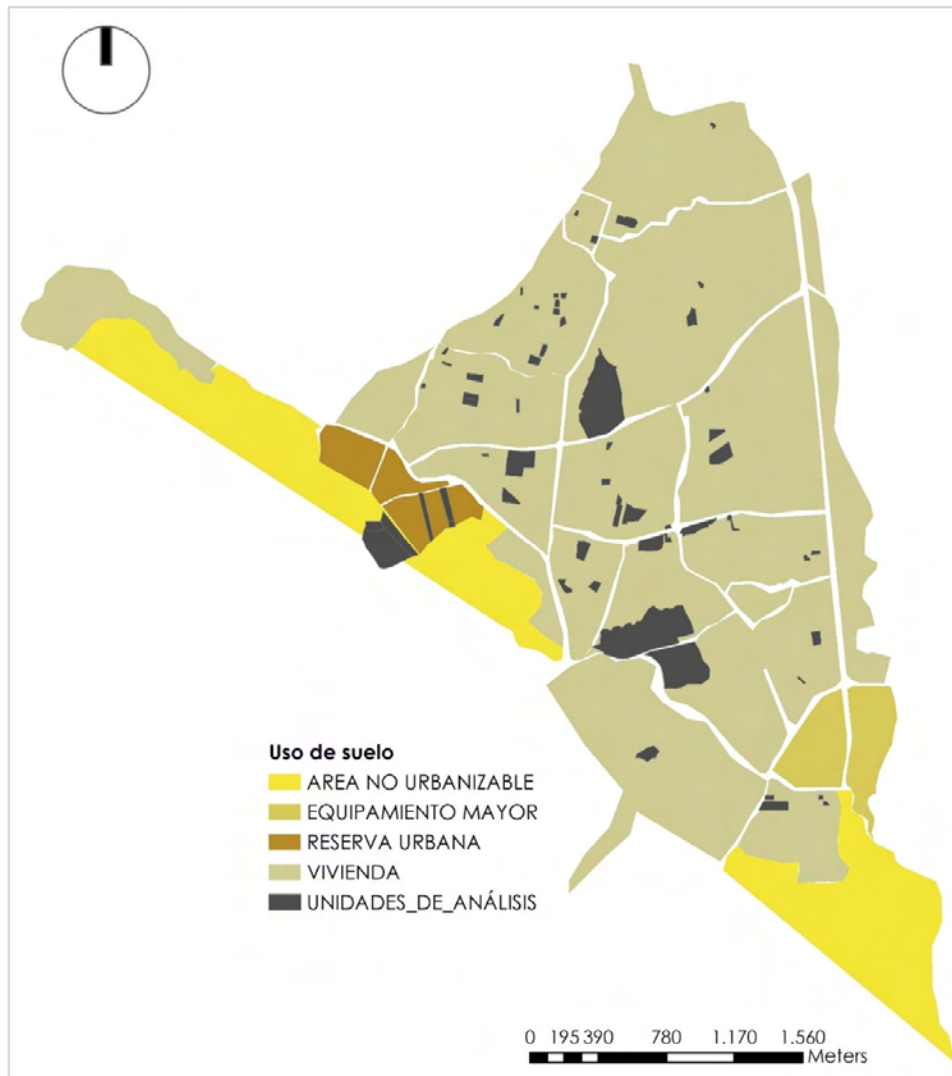 Uso de suelo
AREA NO URBANIZABLE
EQUIPAMIENTO MAYOR
RESERVA URBANA
VIVIENDA
UNIDADES_DE_ANÁLISIS
0 195 390 780 1.170 1.560
Meters